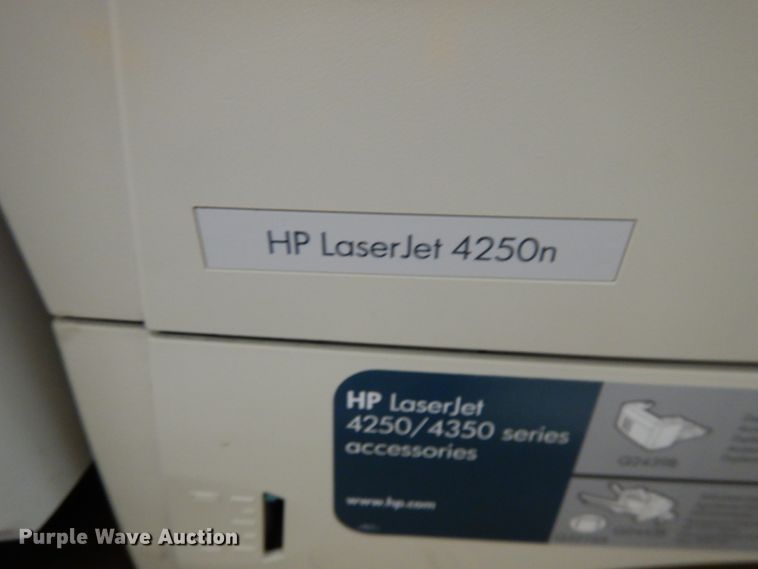 HP LaserJet 4250n
HP LaserJet
4250/4350 series
accessories
www.hp.com
Purple Wave Auction